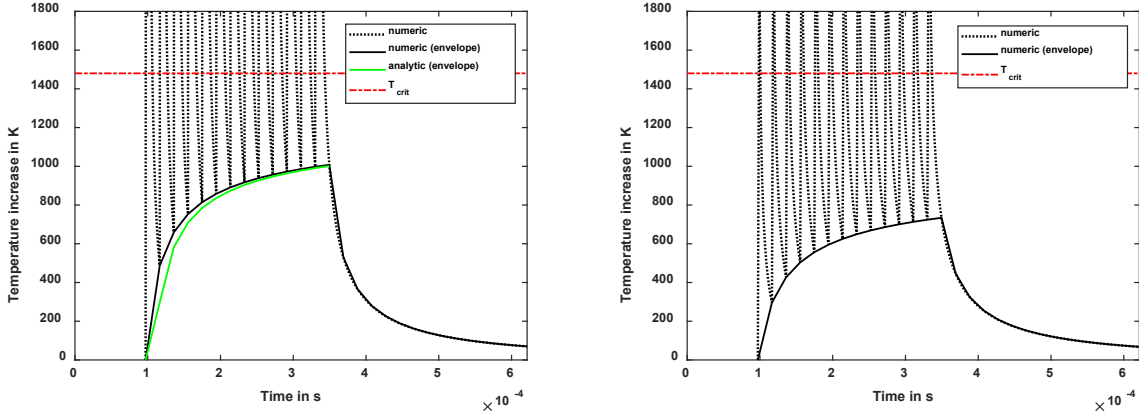 1800
1600
1400
1200
1000
800
600
400
200
0
Temperature increase in K
0 1 2 3 4 5 6
Time in s
× 10 -4
numeric
numeric (envelope)
analytic (envelope)
T crit
1800
1600
1400
1200
1000
800
600
400
200
0
Temperature increase in K
0 1 2 3 4 5 6
Time in s
× 10 -4
numeric
numeric (envelope)
T crit